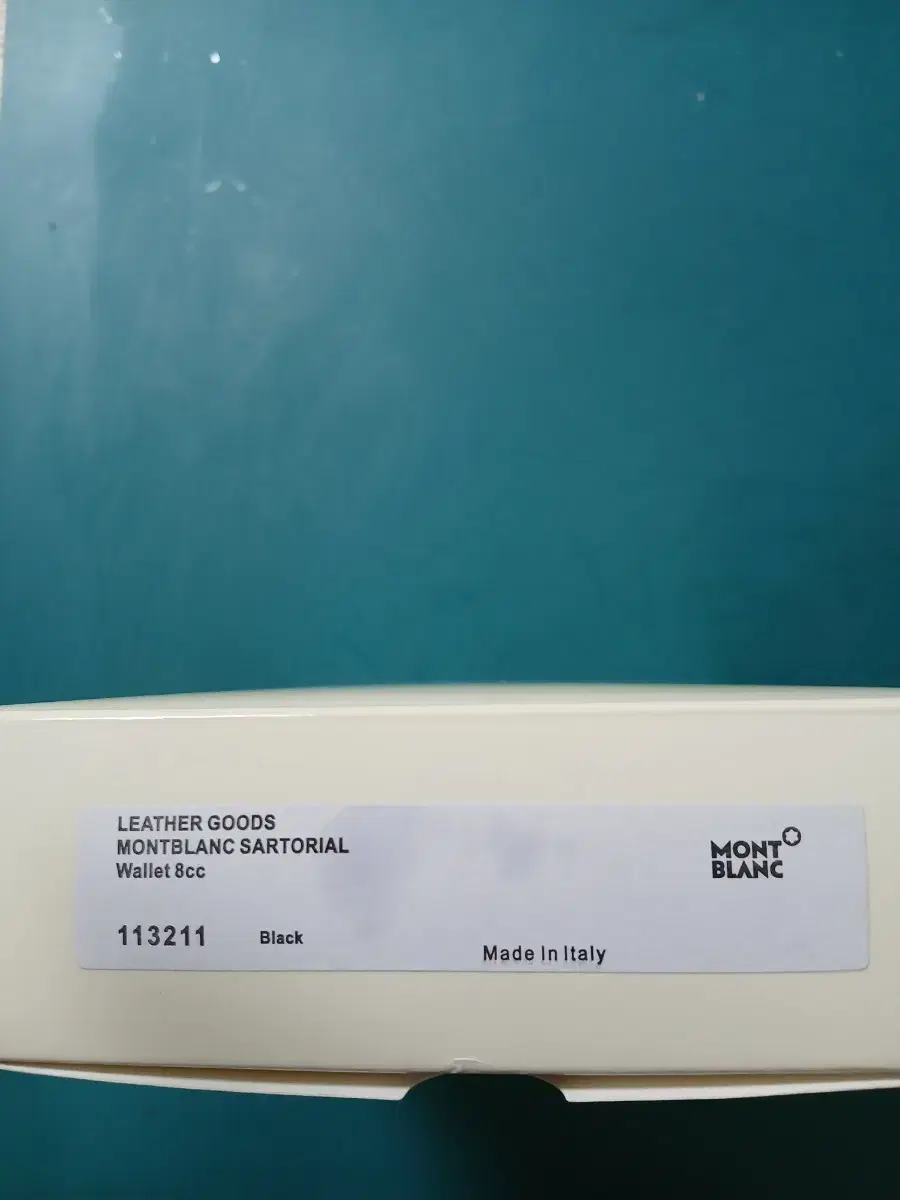 LEATHER GOODS
MONTBLANC SARTORIAL
Wallet 8cc
113211 Black
Made In Italy
MONT
BLANC